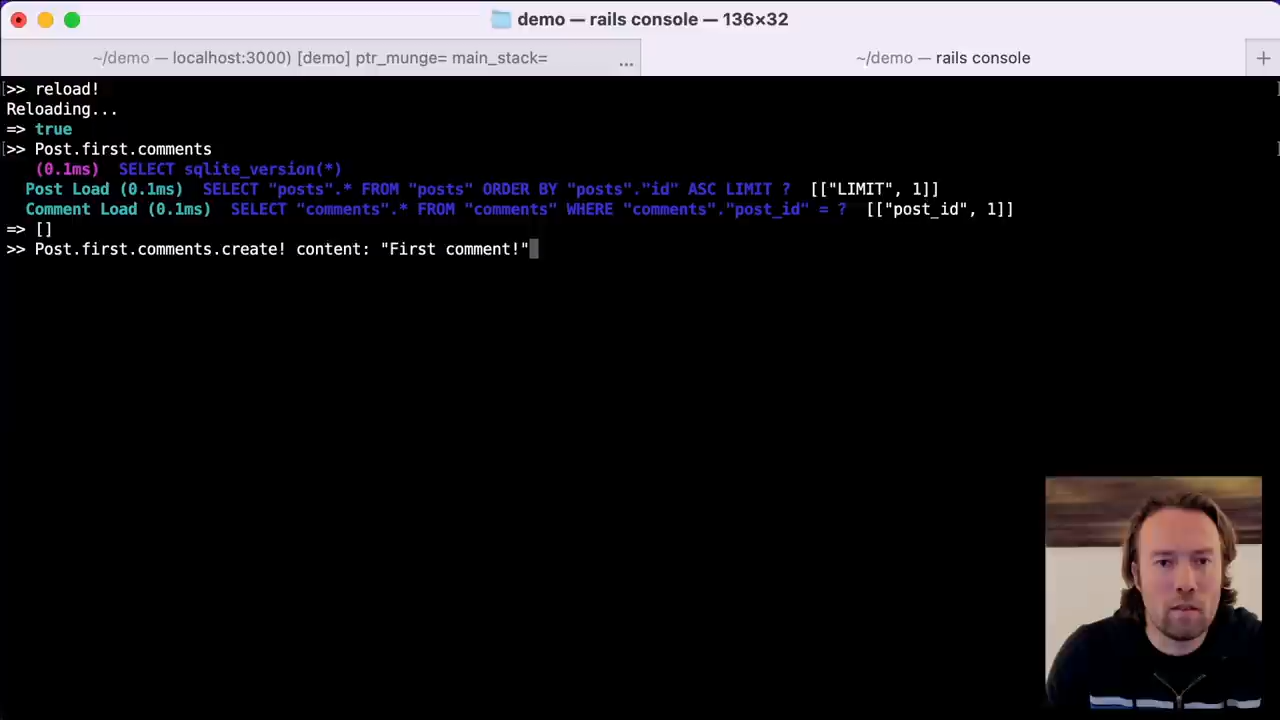 demo — rails console — 136×32
~/demo — localhost:3000) [demo] ptr_munge= main_stack= ...
~/demo — rails console +
[>> reload! ]
Reloading...
=> true
[>> Post.first.comments ]
(0.1ms) SELECT sqlite_version(*)
Post Load (0.1ms) SELECT "posts".* FROM "posts" ORDER BY "posts"."id" ASC LIMIT ? [["LIMIT", 1]]
Comment Load (0.1ms) SELECT "comments".* FROM "comments" WHERE "comments"."post_id" = ? [["post_id", 1]]
=> []
>> Post.first.comments.create! content: "First comment!"